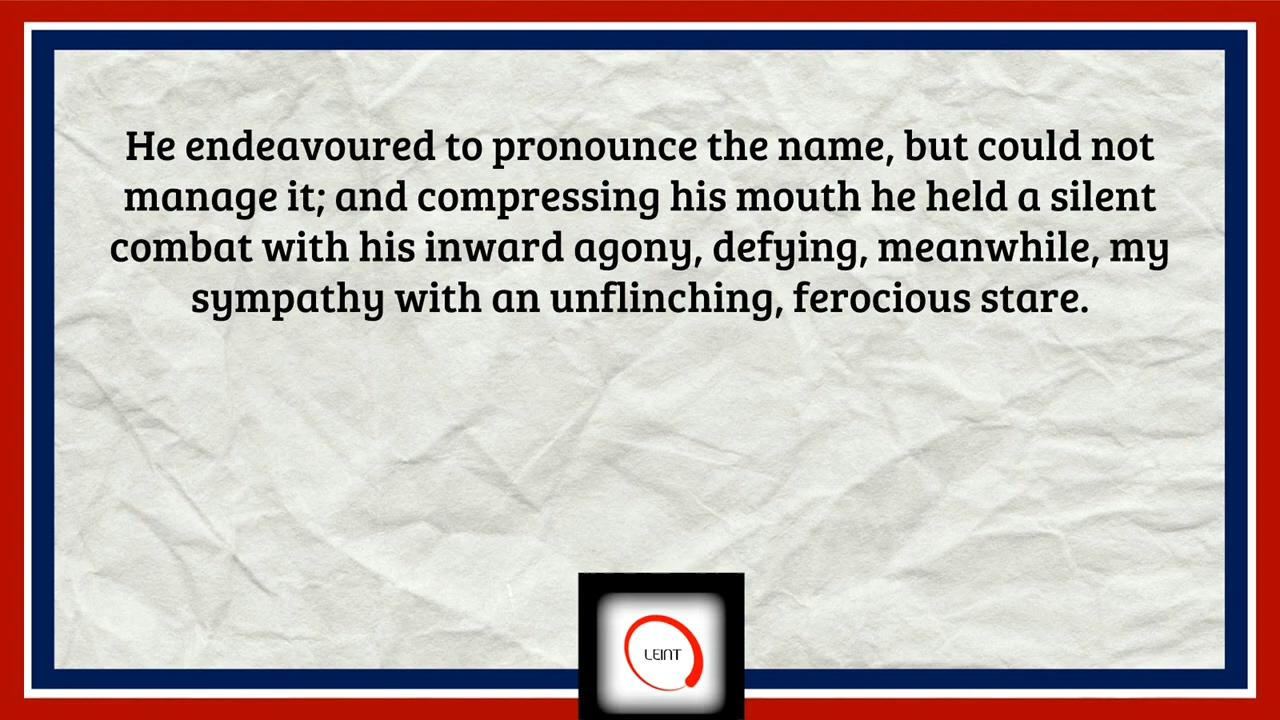 He endeavoured to pronounce the name, but could not
manage it; and compressing his mouth he held a silent
combat with his inward agony, defying, meanwhile, my
sympathy with an unflinching, ferocious stare.
LEINT